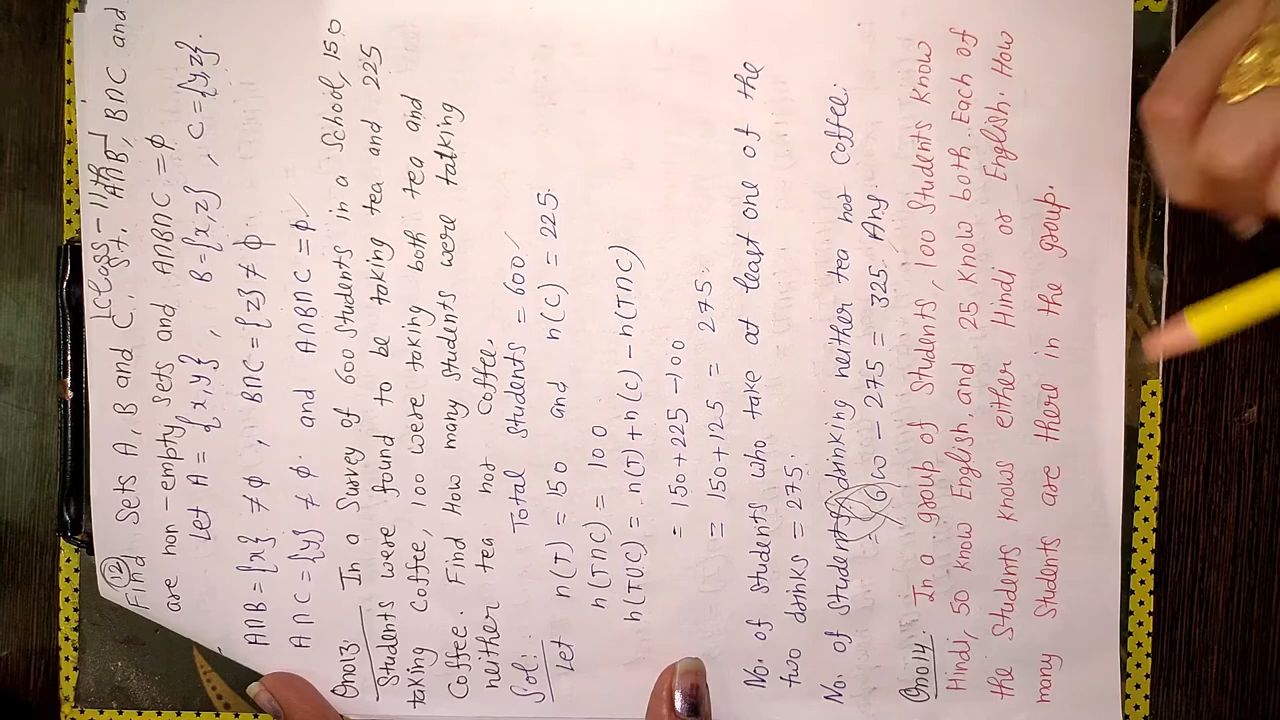 Class-11th
(12)
Find sets A, B and C, s.t. A∩B, B∩C and
are non-empty sets and A∩B∩C = ϕ
Let A = {x,y}, B={x,z}, C={y,z}.
A∩B = {x} ≠ ϕ, B∩C = {z} ≠ ϕ.
A∩C = {y} ≠ ϕ. and A∩B∩C = ϕ.
Qno13: In a Survey of 600 Students in a School, 150
Students were found to be taking tea and 225
taking Coffee, 100 were taking both tea and
Coffee. Find How many students were talking
neither tea nor coffee.
Sol: Total Students = 600
Let n(T) = 150 and n(C) = 225.
n(T∩C) = 100
n(T∪C) = n(T)+n(C)-n(T∩C)
= 150+225-100
= 150+125 = 275.
No. of students who take at least one of the
two drinks = 275.
No. of Students drinking neither tea nor coffee:
= 600 - 275 = 325. Ans.
Qno14: In a group of Students, 100 Students know
Hindi, 50 know English, and 25 know both. Each of
the Students knows either Hindi or English. How
many students are there in the group.